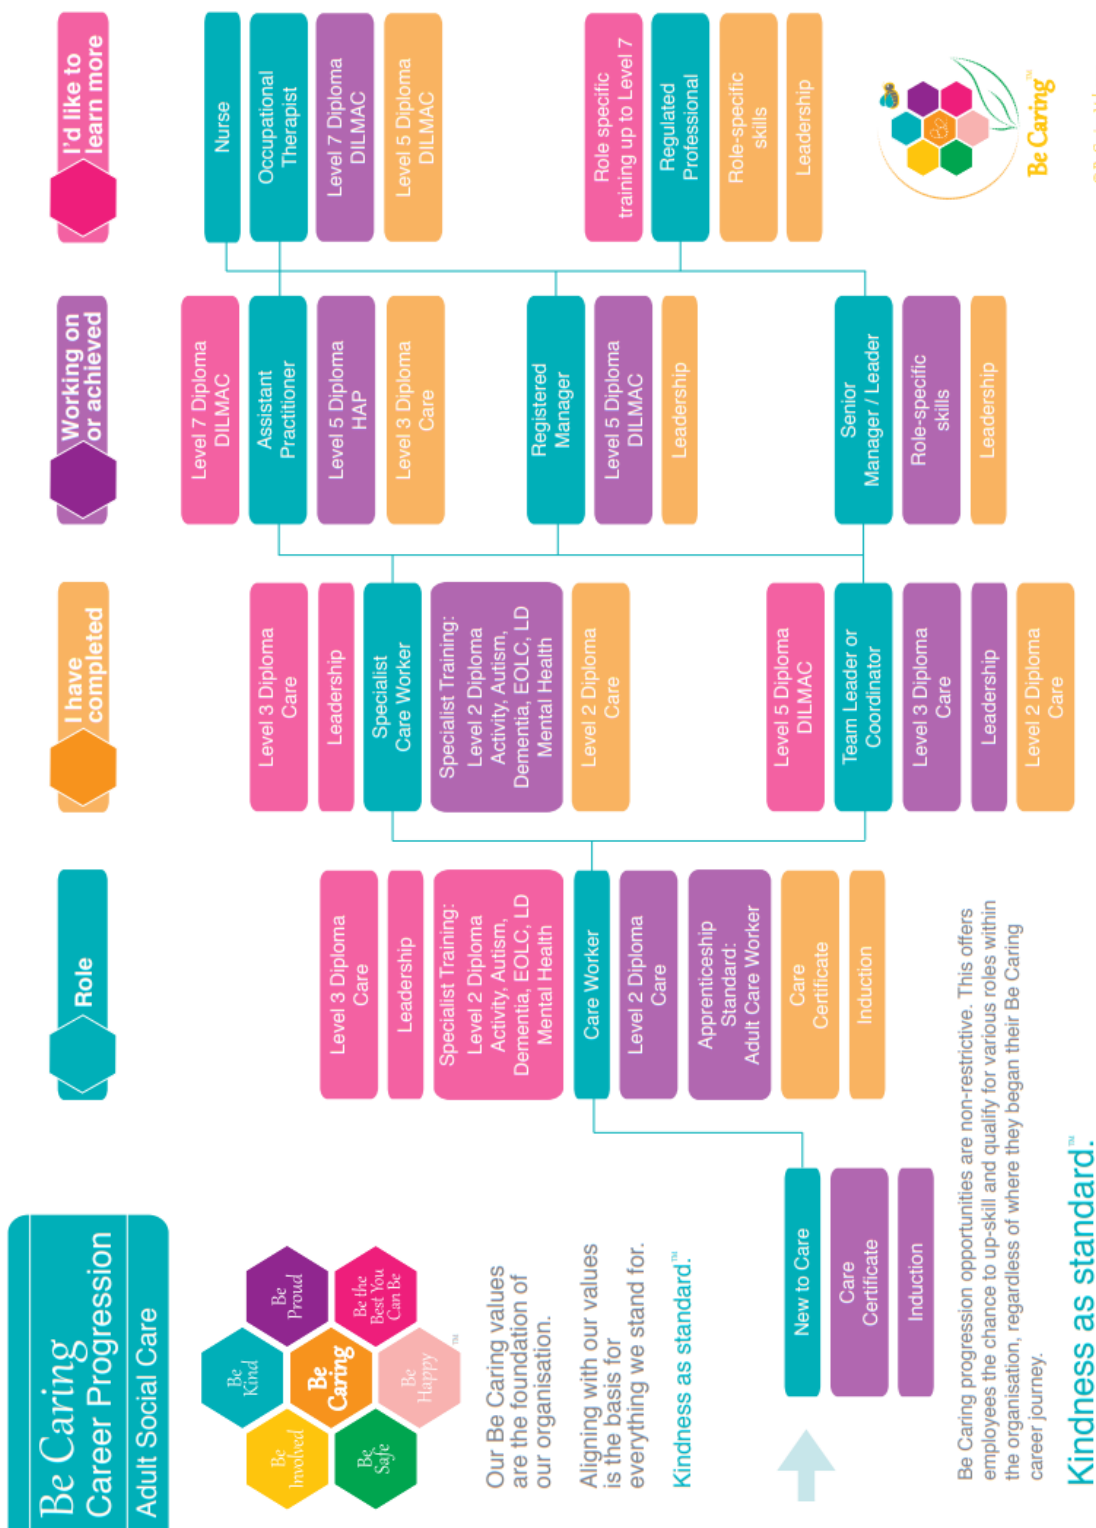 Be Caring
Career Progression
Adult Social Care
Role
I have
completed
Working on
or achieved
I'd like to
learn more
Be
Kind
Be
Proud
Be
Involved
Be
Caring
Be the
Best You
Can Be
Be
Safe
Be
Happy
TM
Our Be Caring values
are the foundation of
our organisation.
Aligning with our values
is the basis for
everything we stand for.
Kindness as standard.™
New to Care
Care
Certificate
Induction
Level 3 Diploma
Care
Leadership
Specialist Training:
Level 2 Diploma
Activity, Autism,
Dementia, EOLC, LD
Mental Health
Care Worker
Level 2 Diploma
Care
Apprenticeship
Standard:
Adult Care Worker
Care
Certificate
Induction
Level 3 Diploma
Care
Leadership
Specialist
Care Worker
Specialist Training:
Level 2 Diploma
Activity, Autism,
Dementia, EOLC, LD
Mental Health
Level 2 Diploma
Care
Level 5 Diploma
DILMAC
Team Leader or
Coordinator
Level 3 Diploma
Care
Leadership
Level 2 Diploma
Care
Level 7 Diploma
DILMAC
Assistant
Practitioner
Level 5 Diploma
HAP
Level 3 Diploma
Care
Registered
Manager
Level 5 Diploma
DILMAC
Leadership
Senior
Manager / Leader
Role-specific
skills
Leadership
Nurse
Occupational
Therapist
Level 7 Diploma
DILMAC
Level 5 Diploma
DILMAC
Role specific
training up to Level 7
Regulated
Professional
Role-specific
skills
Leadership
Be
Be Caring™
Be Caring progression opportunities are non-restrictive. This offers
employees the chance to up-skill and qualify for various roles within
the organisation, regardless of where they began their Be Caring
career journey.
Kindness as standard.™